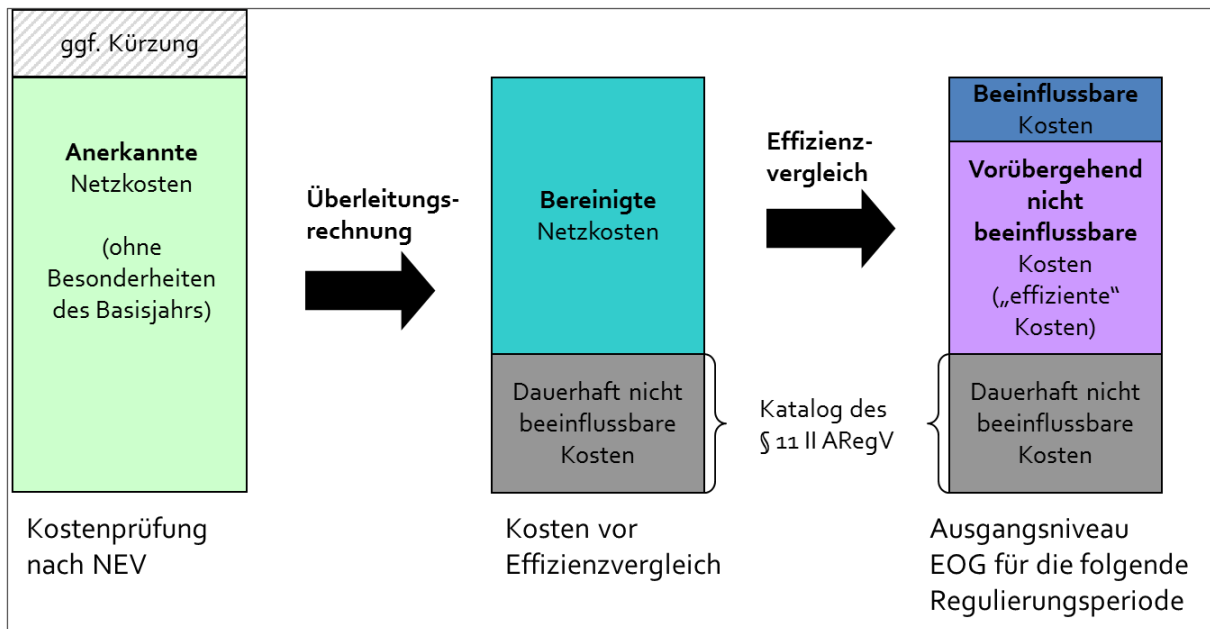 ggf. Kürzung
Anerkannte
Netzkosten
(ohne
Besonderheiten
des Basisjahrs)
Kostenprüfung
nach NEV
Überleitungs-
rechnung
Bereinigte
Netzkosten
Dauerhaft nicht
beeinflussbare
Kosten
Kosten vor
Effizienzvergleich
Effizienz-
vergleich
Katalog des
§ 11 II ARegV
Beeinflussbare
Kosten
Vorübergehend
nicht
beeinflussbare
Kosten
(„effiziente“
Kosten)
Dauerhaft nicht
beeinflussbare
Kosten
Ausgangsniveau
EOG für die folgende
Regulierungsperiode